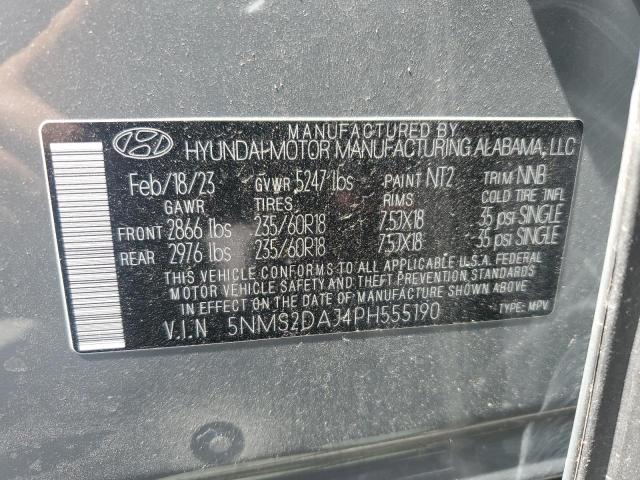 MANUFACTURED BY
HYUNDAI-MOTOR MANUFACTURING ALABAMA, LLC
Feb/18/23 GVWR 5247 lbs PAINT NT2 TRIM NNB
GAWR TIRES RIMS COLD TIRE INFL
FRONT 2866 lbs 235/60R18 7.5JX18 35 psi SINGLE
REAR 2976 lbs 235/60R18 7.5JX18 35 psi SINGLE
THIS VEHICLE CONFORMS TO ALL APPLICABLE U.S.A. FEDERAL
MOTOR VEHICLE SAFETY AND THEFT PREVENTION STANDARDS
IN EFFECT ON THE DATE OF MANUFACTURE SHOWN ABOVE
V.I.N 5NMS2DAJ4PH555190 TYPE: MPV